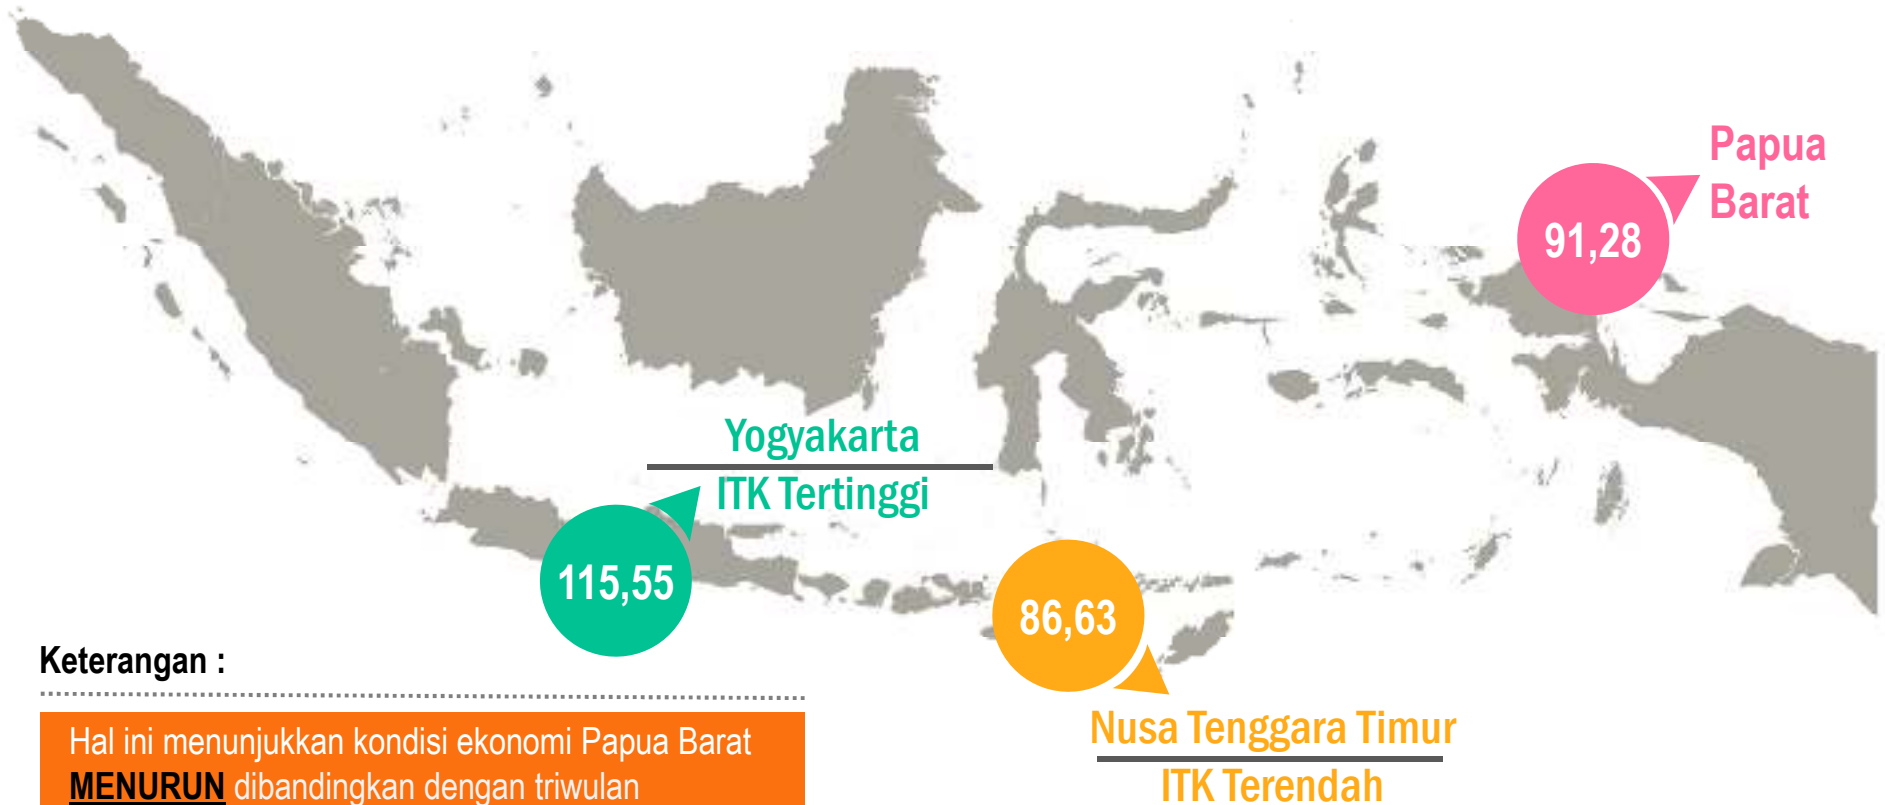 Papua
Barat
91,28
Yogyakarta
ITK Tertinggi
115,55
86,63
Nusa Tenggara Timur
ITK Terendah
Keterangan :
Hal ini menunjukkan kondisi ekonomi Papua Barat
MENURUN dibandingkan dengan triwulan